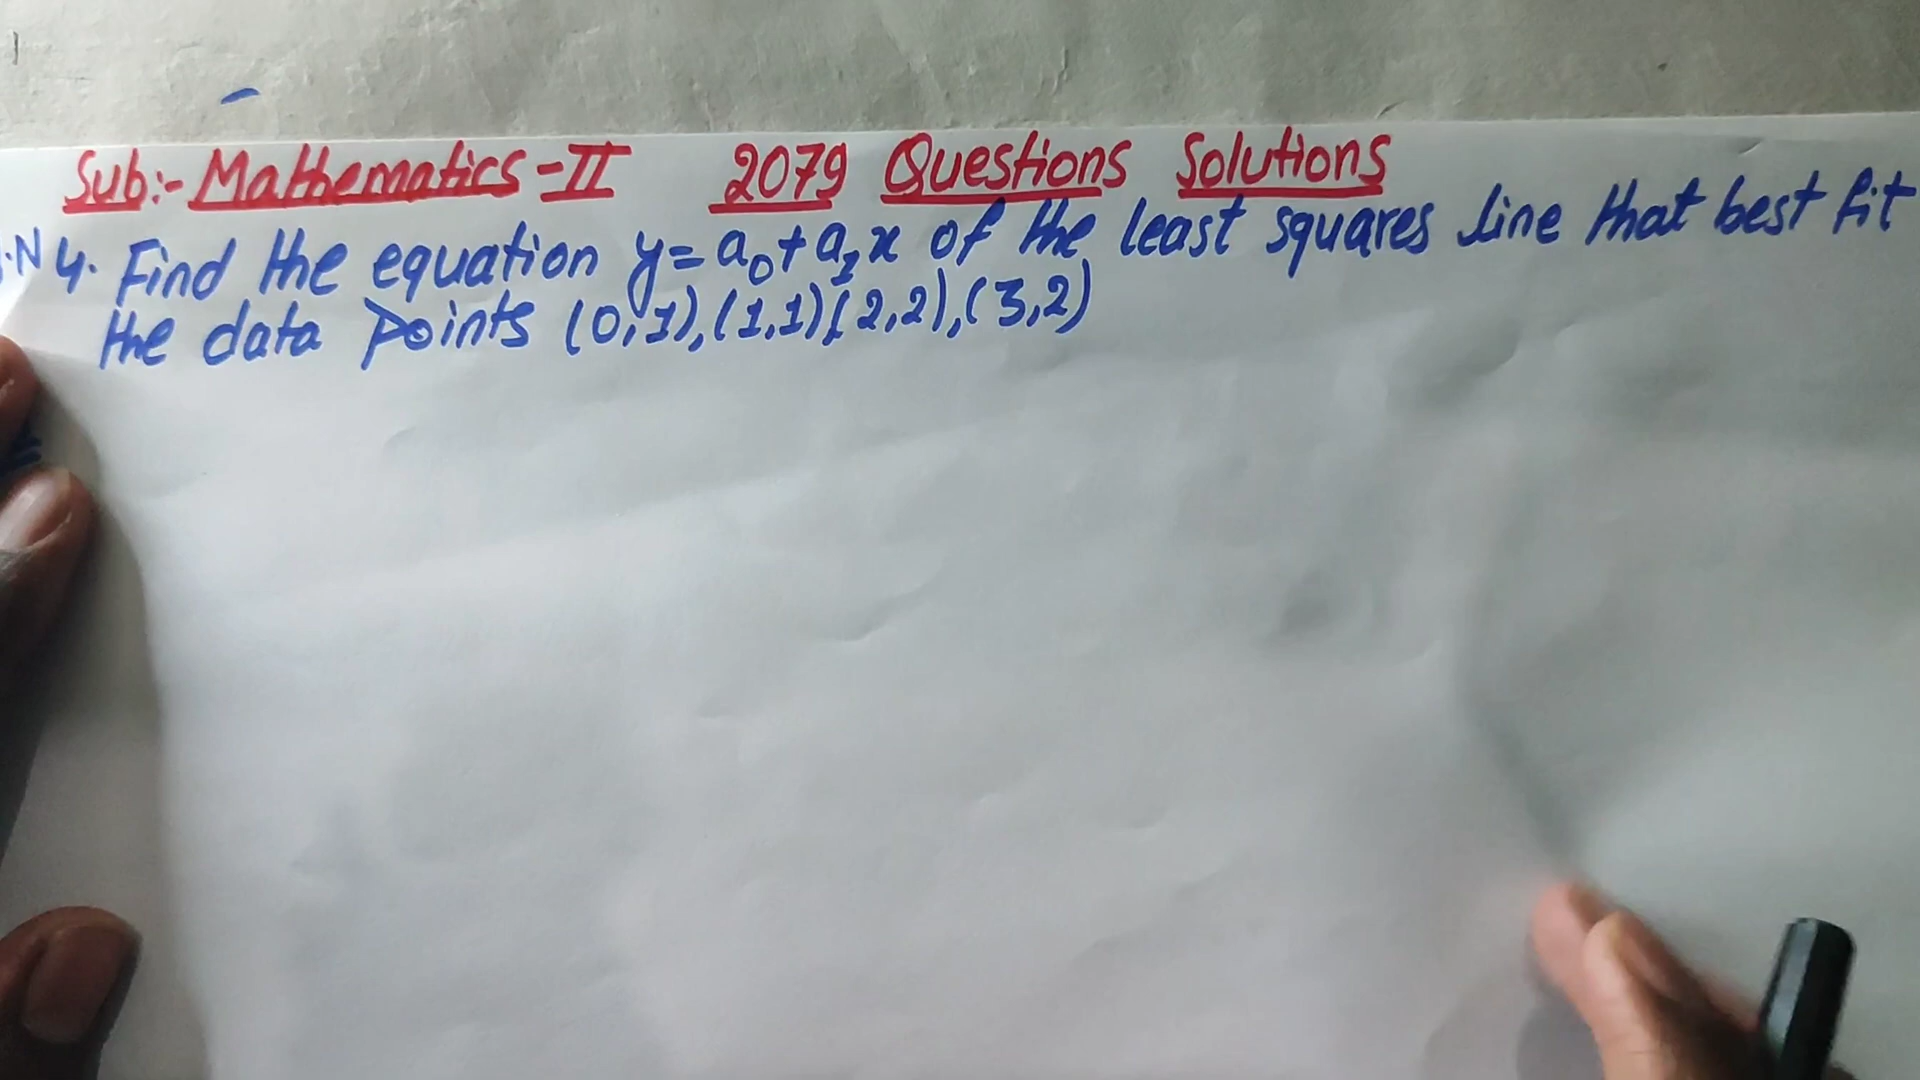 Sub:- Mathematics-II 2079 Questions Solutions
.N 4. Find the equation y=a₀+a₁x of the least squares line that best fit
the data points (0,1),(1,1)(2,2),(3,2)